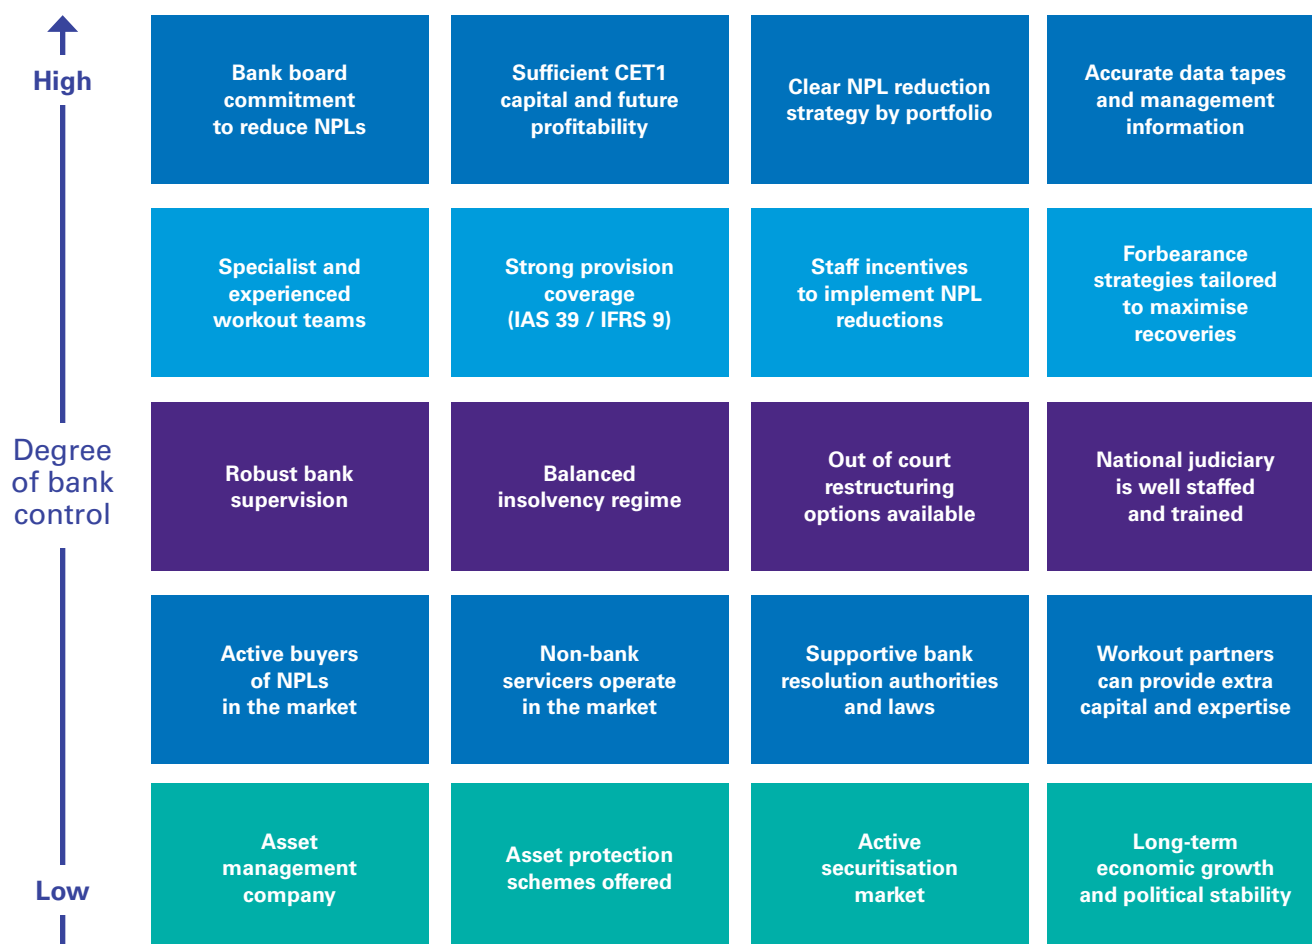 High
Bank board
commitment
to reduce NPLs
Sufficient CET1
capital and future
profitability
Clear NPL reduction
strategy by portfolio
Accurate data tapes
and management
information
Specialist and
experienced
workout teams
Strong provision
coverage
(IAS 39 / IFRS 9)
Staff incentives
to implement NPL
reductions
Forbearance
strategies tailored
to maximise
recoveries
Degree
of bank
control
Robust bank
supervision
Balanced
insolvency regime
Out of court
restructuring
options available
National judiciary
is well staffed
and trained
Active buyers
of NPLs
in the market
Non-bank
servicers operate
in the market
Supportive bank
resolution authorities
and laws
Workout partners
can provide extra
capital and expertise
Low
Asset
management
company
Asset protection
schemes offered
Active
securitisation
market
Long-term
economic growth
and political stability